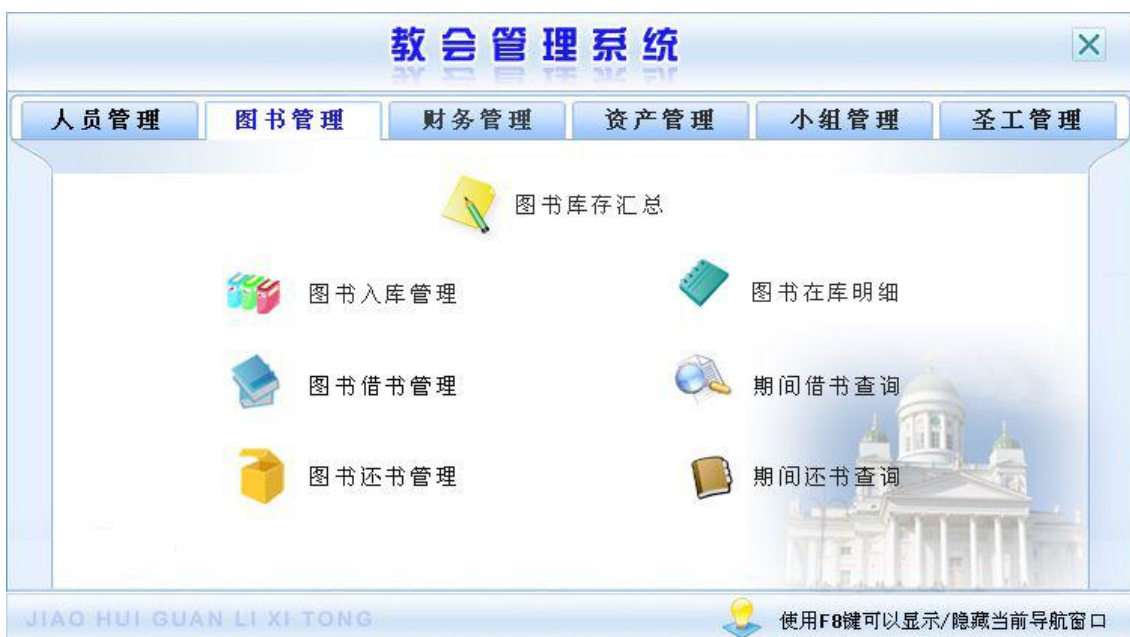 教会管理系统
人员管理 图书管理 财务管理 资产管理 小组管理 圣工管理
图书库存汇总
图书入库管理 图书在库明细
图书借书管理 期间借书查询
图书还书管理 期间还书查询
JIAO HUI GUAN LI XI TONG 使用F8键可以显示/隐藏当前导航窗口